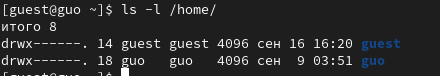 [guest@guo ~]$ ls -l /home/
итого 8
drwx------. 14 guest guest 4096 сен 16 16:20 guest
drwx------. 18 guo   guo   4096 сен  9 03:51 guo